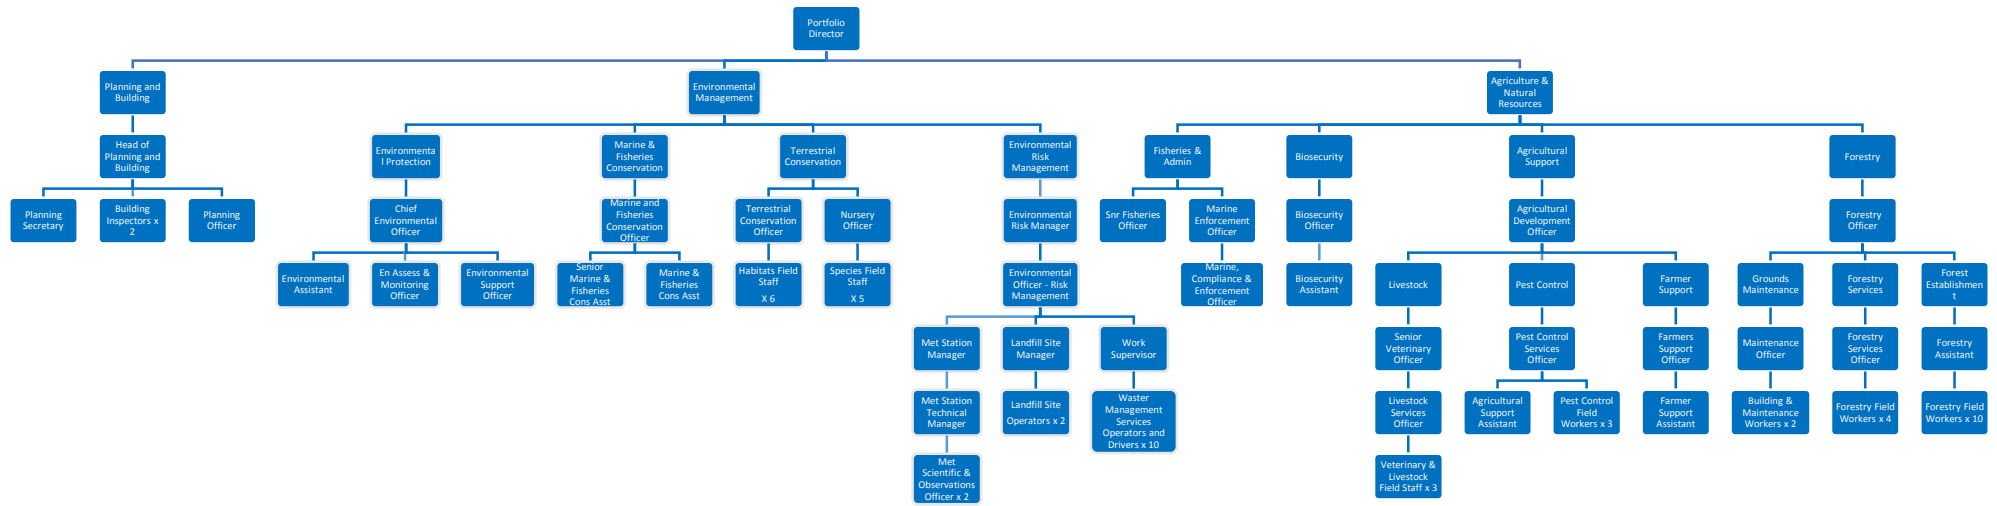 Portfolio
Director
Planning and
Building
Environmental
Management
Agriculture &
Natural
Resources
Head of
Planning and
Building
Environmenta
l Protection
Marine &
Fisheries
Conservation
Terrestrial
Conservation
Environmental
Risk
Management
Fisheries &
Admin
Biosecurity
Agricultural
Support
Forestry
Planning
Secretary
Building
Inspectors x
2
Planning
Officer
Chief
Environmental
Officer
Marine and
Fisheries
Conservation
Officer
Terrestrial
Conservation
Officer
Nursery
Officer
Environmental
Risk Manager
Snr Fisheries
Officer
Marine
Enforcement
Officer
Biosecurity
Officer
Agricultural
Development
Officer
Forestry
Officer
Environmental
Assistant
En Assess &
Monitoring
Officer
Environmental
Support
Officer
Senior
Marine &
Fisheries
Cons Asst
Marine &
Fisheries
Cons Asst
Habitats Field
Staff
X 6
Species Field
Staff
X 5
Environmental
Officer - Risk
Management
Marine,
Compliance &
Enforcement
Officer
Biosecurity
Assistant
Livestock
Pest Control
Farmer
Support
Grounds
Maintenance
Forestry
Services
Forest
Establishmen
t
Met Station
Manager
Landfill Site
Manager
Work
Supervisor
Senior
Veterinary
Officer
Pest Control
Services
Officer
Farmers
Support
Officer
Maintenance
Officer
Forestry
Services
Officer
Forestry
Assistant
Met Station
Technical
Manager
Landfill Site
Operators x 2
Waster
Management
Services
Operators and
Drivers x 10
Livestock
Services
Officer
Agricultural
Support
Assistant
Pest Control
Field
Workers x 3
Farmer
Support
Assistant
Building &
Maintenance
Workers x 2
Forestry Field
Workers x 4
Forestry Field
Workers x 10
Met
Scientific &
Observations
Officer x 2
Veterinary &
Livestock
Field Staff x 3